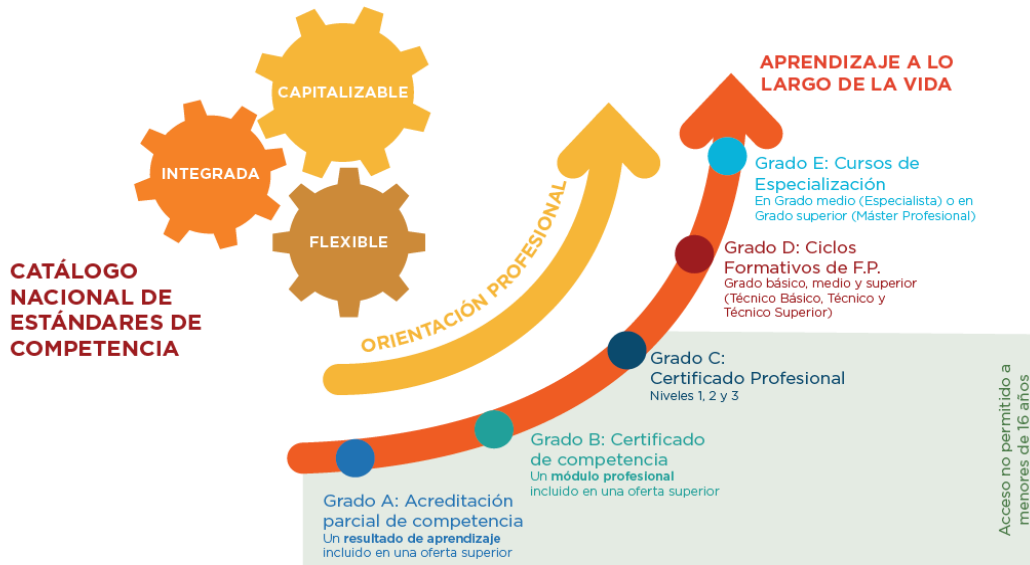 CAPITALIZABLE
INTEGRADA
FLEXIBLE
CATÁLOGO
NACIONAL DE
ESTÁNDARES DE
COMPETENCIA
ORIENTACIÓN PROFESIONAL
APRENDIZAJE A LO
LARGO DE LA VIDA
Grado E: Cursos de
Especialización
En Grado medio (Especialista) o en
Grado superior (Máster Profesional)
Grado D: Ciclos
Formativos de F.P.
Grado básico, medio y superior
(Técnico Básico, Técnico y
Técnico Superior)
Grado C:
Certificado Profesional
Niveles 1, 2 y 3
Grado B: Certificado
de competencia
Un módulo profesional
incluido en una oferta superior
Grado A: Acreditación
parcial de competencia
Un resultado de aprendizaje
incluido en una oferta superior
Acceso no permitido a
menores de 16 años